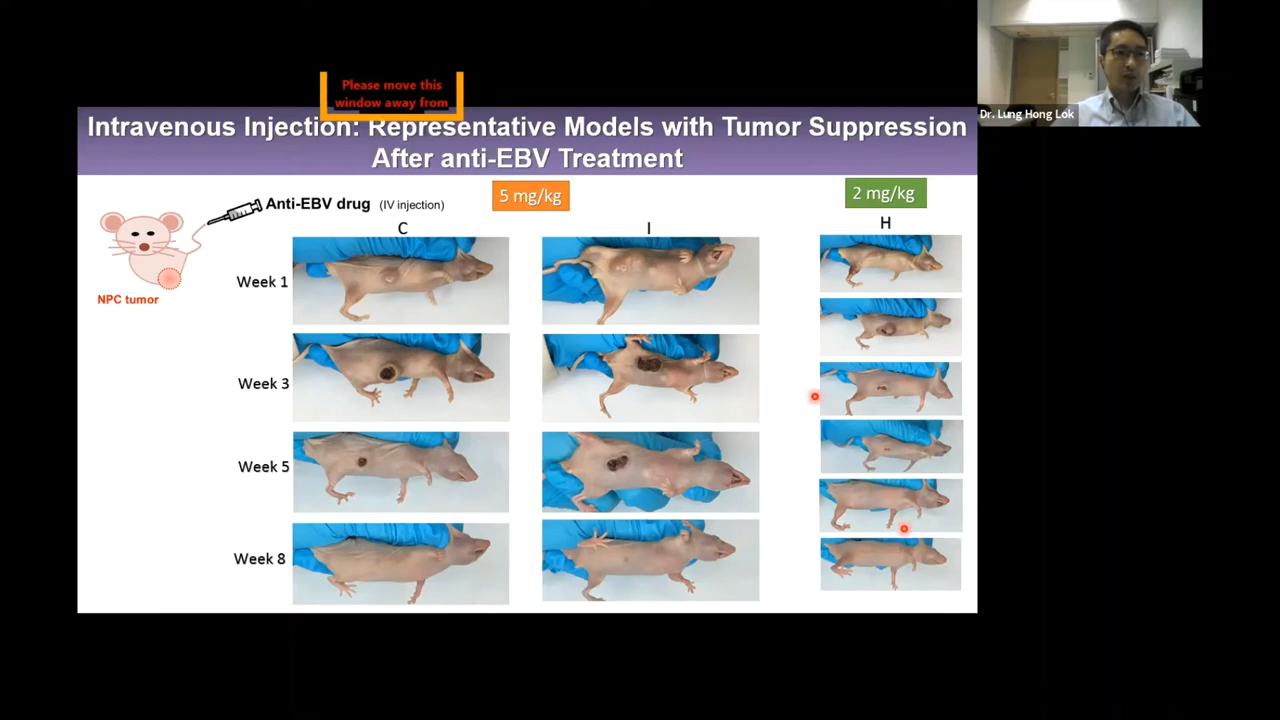 Please move this
window away from
Dr. Lung Hong Lok
Intravenous Injection: Representative Models with Tumor Suppression
After anti-EBV Treatment
5 mg/kg
2 mg/kg
Anti-EBV drug (IV injection)
C
I
H
NPC tumor
Week 1
Week 3
Week 5
Week 8